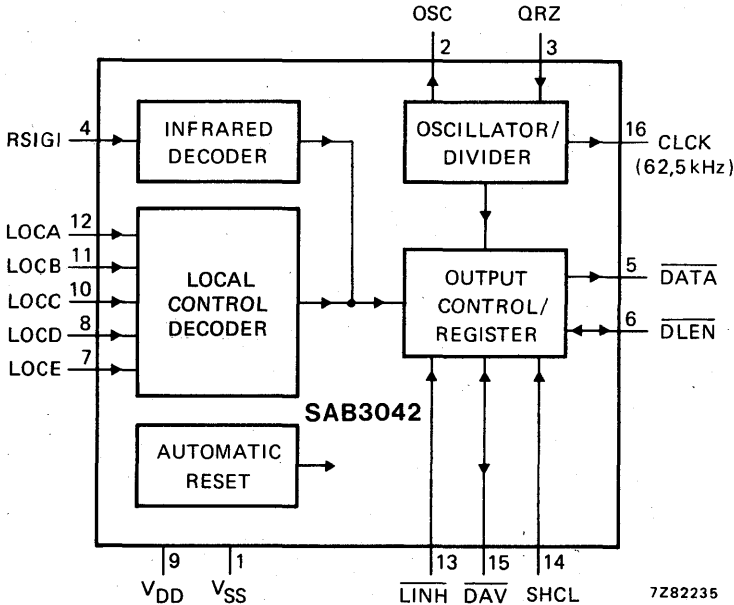 OSC QRZ
2 3
INFRARED
DECODER
OSCILLATOR/
DIVIDER
RSIGI 4
16 CLCK
(62,5kHz)
LOCA 12
LOCB 11
LOCC 10
LOCD 8
LOCE 7
LOCAL
CONTROL
DECODER
OUTPUT
CONTROL/
REGISTER
5 DATA
6 DLEN
SAB3042
AUTOMATIC
RESET
9 1 13 15 14
VDD VSS LINH DAV SHCL 7Z82235